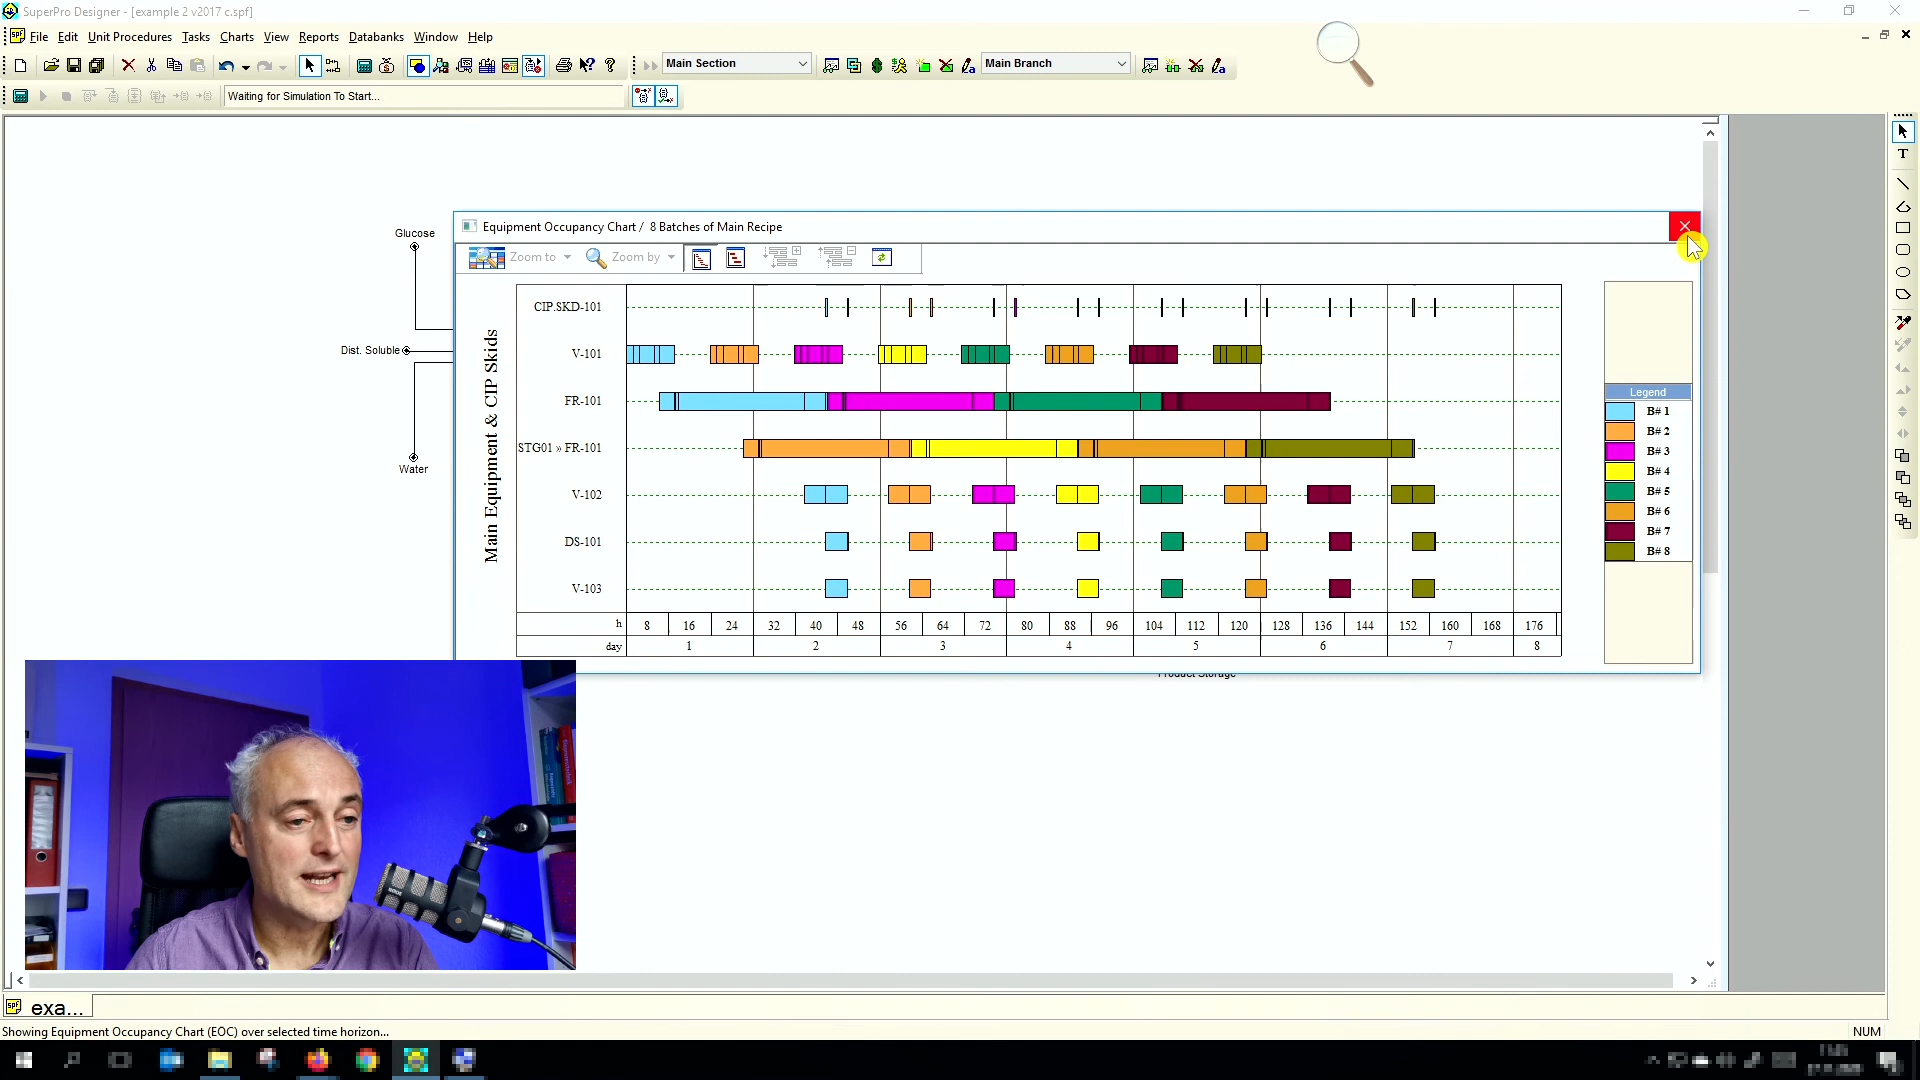 SuperPro Designer - [example 2 v2017 c.spf]
File Edit Unit Procedures Tasks Charts View Reports Databanks Window Help
Main Section
Main Branch
Waiting for Simulation To Start...
Glucose
Dist. Soluble
Water
Equipment Occupancy Chart / 8 Batches of Main Recipe
Zoom to
Zoom by
Main Equipment & CIP Skids
CIP.SKD-101
V-101
FR-101
STG01 » FR-101
V-102
DS-101
V-103
h 8 16 24 32 40 48 56 64 72 80 88 96 104 112 120 128 136 144 152 160 168 176
day 1 2 3 4 5 6 7 8
Legend
B# 1
B# 2
B# 3
B# 4
B# 5
B# 6
B# 7
B# 8
Product Storage
RODE
exa...
Showing Equipment Occupancy Chart (EOC) over selected time horizon...
NUM